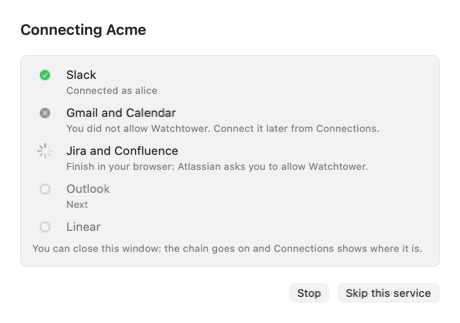 Connecting Acme
Slack
Connected as alice
Gmail and Calendar
You did not allow Watchtower. Connect it later from Connections.
Jira and Confluence
Finish in your browser: Atlassian asks you to allow Watchtower.
Outlook
Next
Linear
You can close this window: the chain goes on and Connections shows where it is.
Stop
Skip this service